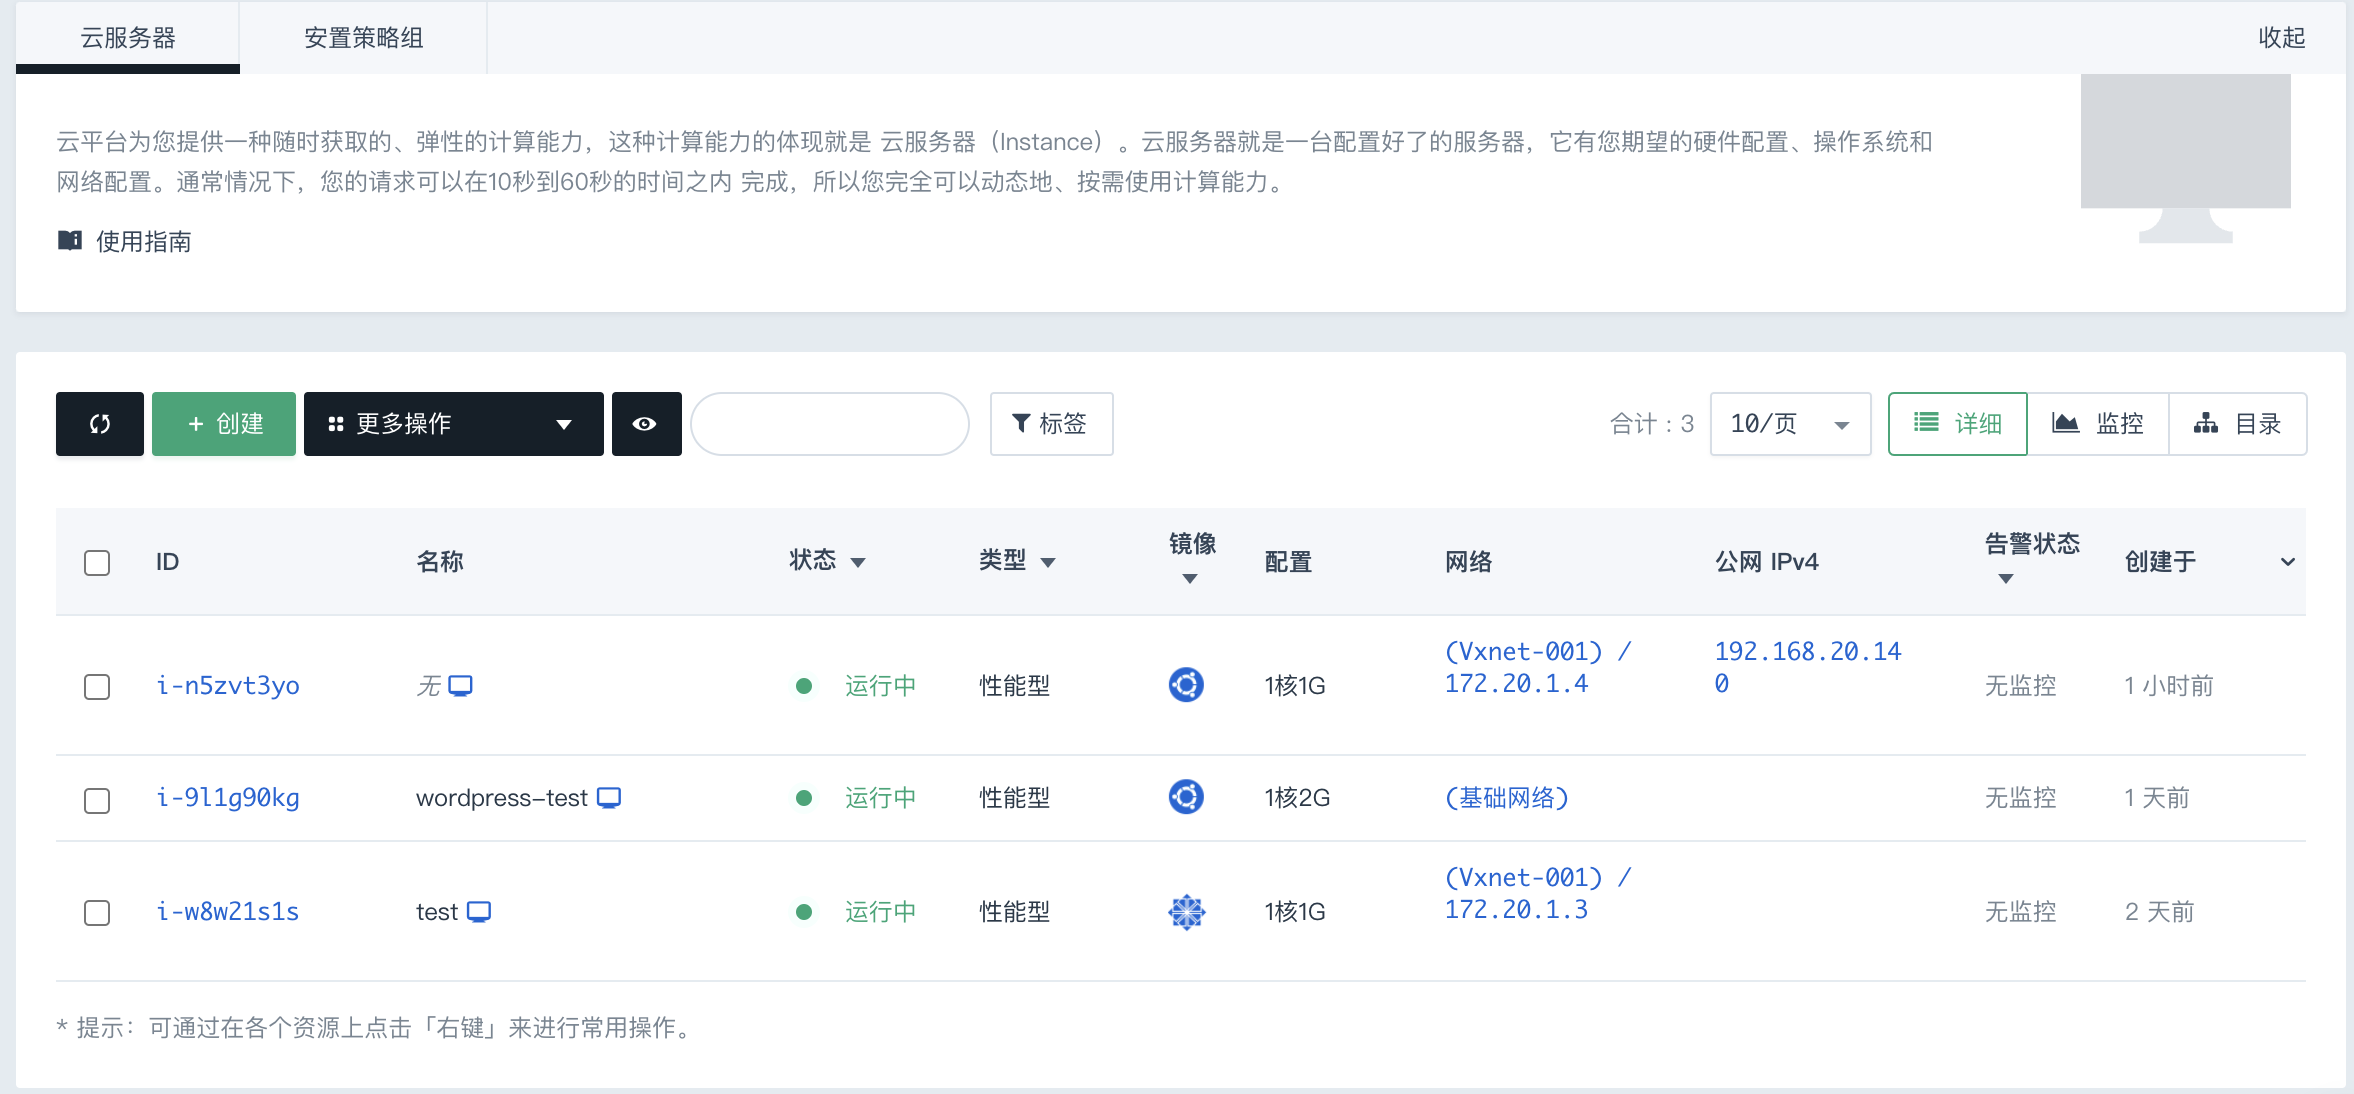 云服务器
安置策略组
收起
云平台为您提供一种随时获取的、弹性的计算能力，这种计算能力的体现就是 云服务器（Instance）。云服务器就是一台配置好了的服务器，它有您期望的硬件配置、操作系统和
网络配置。通常情况下，您的请求可以在10秒到60秒的时间之内 完成，所以您完全可以动态地、按需使用计算能力。
使用指南
+ 创建
更多操作
标签
合计：3
10/页
详细
监控
目录
ID 名称 状态 类型 镜像 配置 网络 公网 IPv4 告警状态 创建于
i-n5zvt3yo 无 运行中 性能型 1核1G (Vxnet-001) / 192.168.20.14 无监控 1 小时前
172.20.1.4 0
i-9l1g90kg wordpress-test 运行中 性能型 1核2G (基础网络) 无监控 1 天前
i-w8w21s1s test 运行中 性能型 1核1G (Vxnet-001) / 无监控 2 天前
172.20.1.3
* 提示：可通过在各个资源上点击「右键」来进行常用操作。